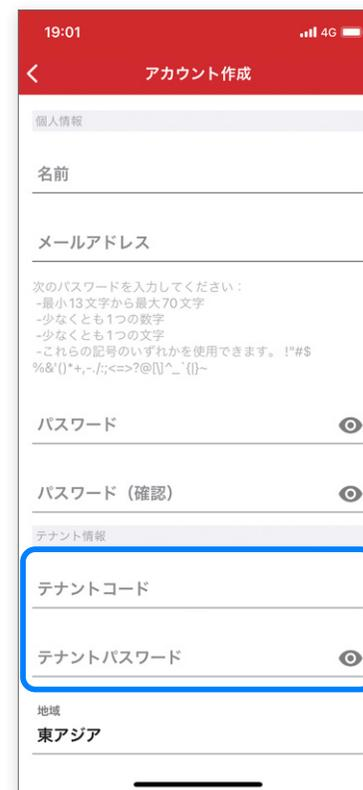 19:01
4G
アカウント作成
個人情報
名前
メールアドレス
次のパスワードを入力してください：
-最小13文字から最大70文字
-少なくとも1つの数字
-少なくとも1つの文字
-これらの記号のいずれかを使用できます。 !"#$
%&'()*+,-./:;<=>?@[\]^_`{|}~
パスワード
パスワード（確認）
テナント情報
テナントコード
テナントパスワード
地域
東アジア